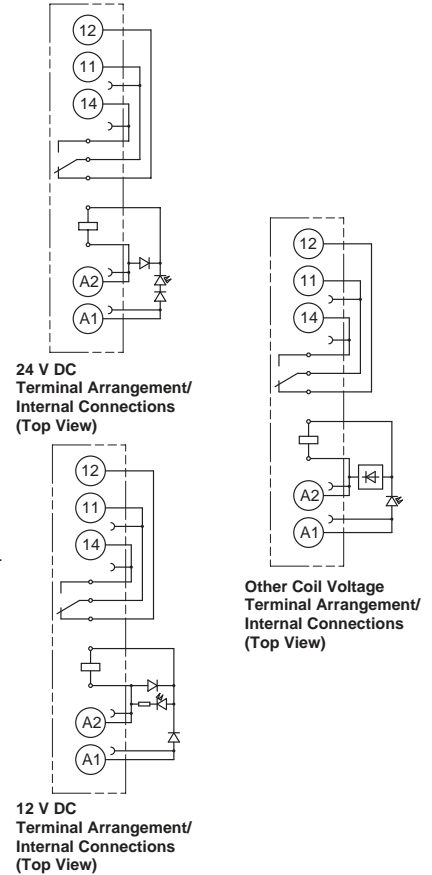 12
11
14
A2
A1
24 V DC
Terminal Arrangement/
Internal Connections
(Top View)
12
11
14
A2
A1
Other Coil Voltage
Terminal Arrangement/
Internal Connections
(Top View)
12
11
14
A2
A1
12 V DC
Terminal Arrangement/
Internal Connections
(Top View)